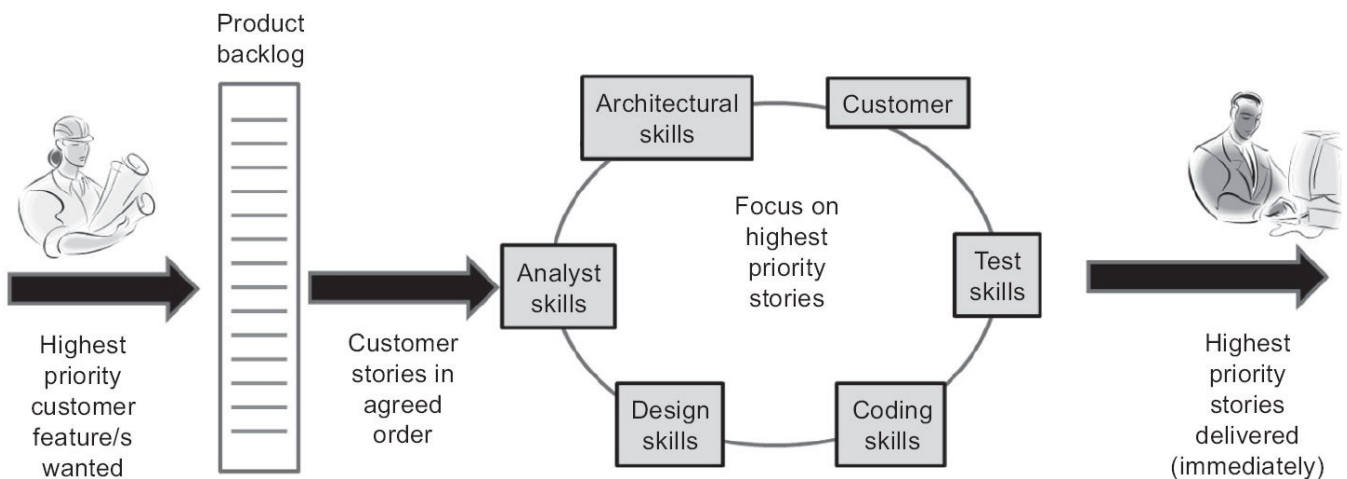 Product
backlog
Highest
priority
customer
feature/s
wanted
Customer
stories in
agreed
order
Architectural
skills
Customer
Analyst
skills
Focus on
highest
priority
stories
Test
skills
Design
skills
Coding
skills
Highest
priority
stories
delivered
(immediately)